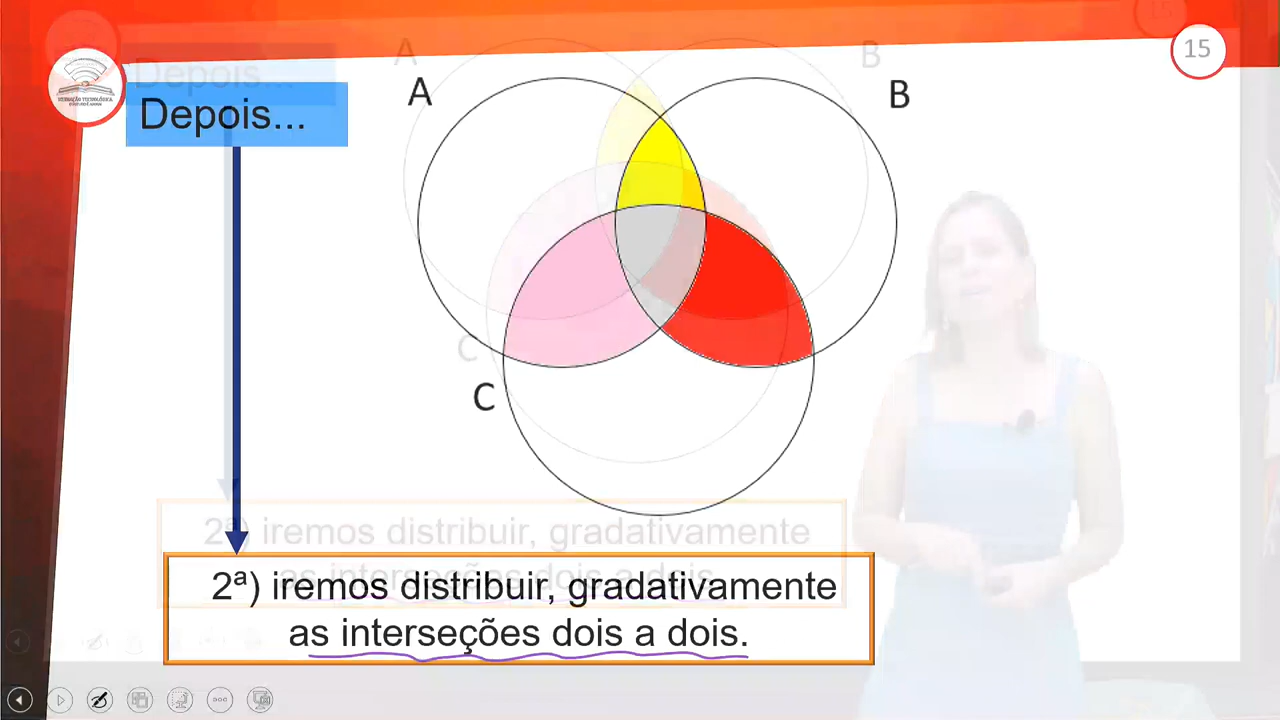 15
A
B
Depois...
C
2ª) iremos distribuir, gradativamente
as interseções dois a dois.